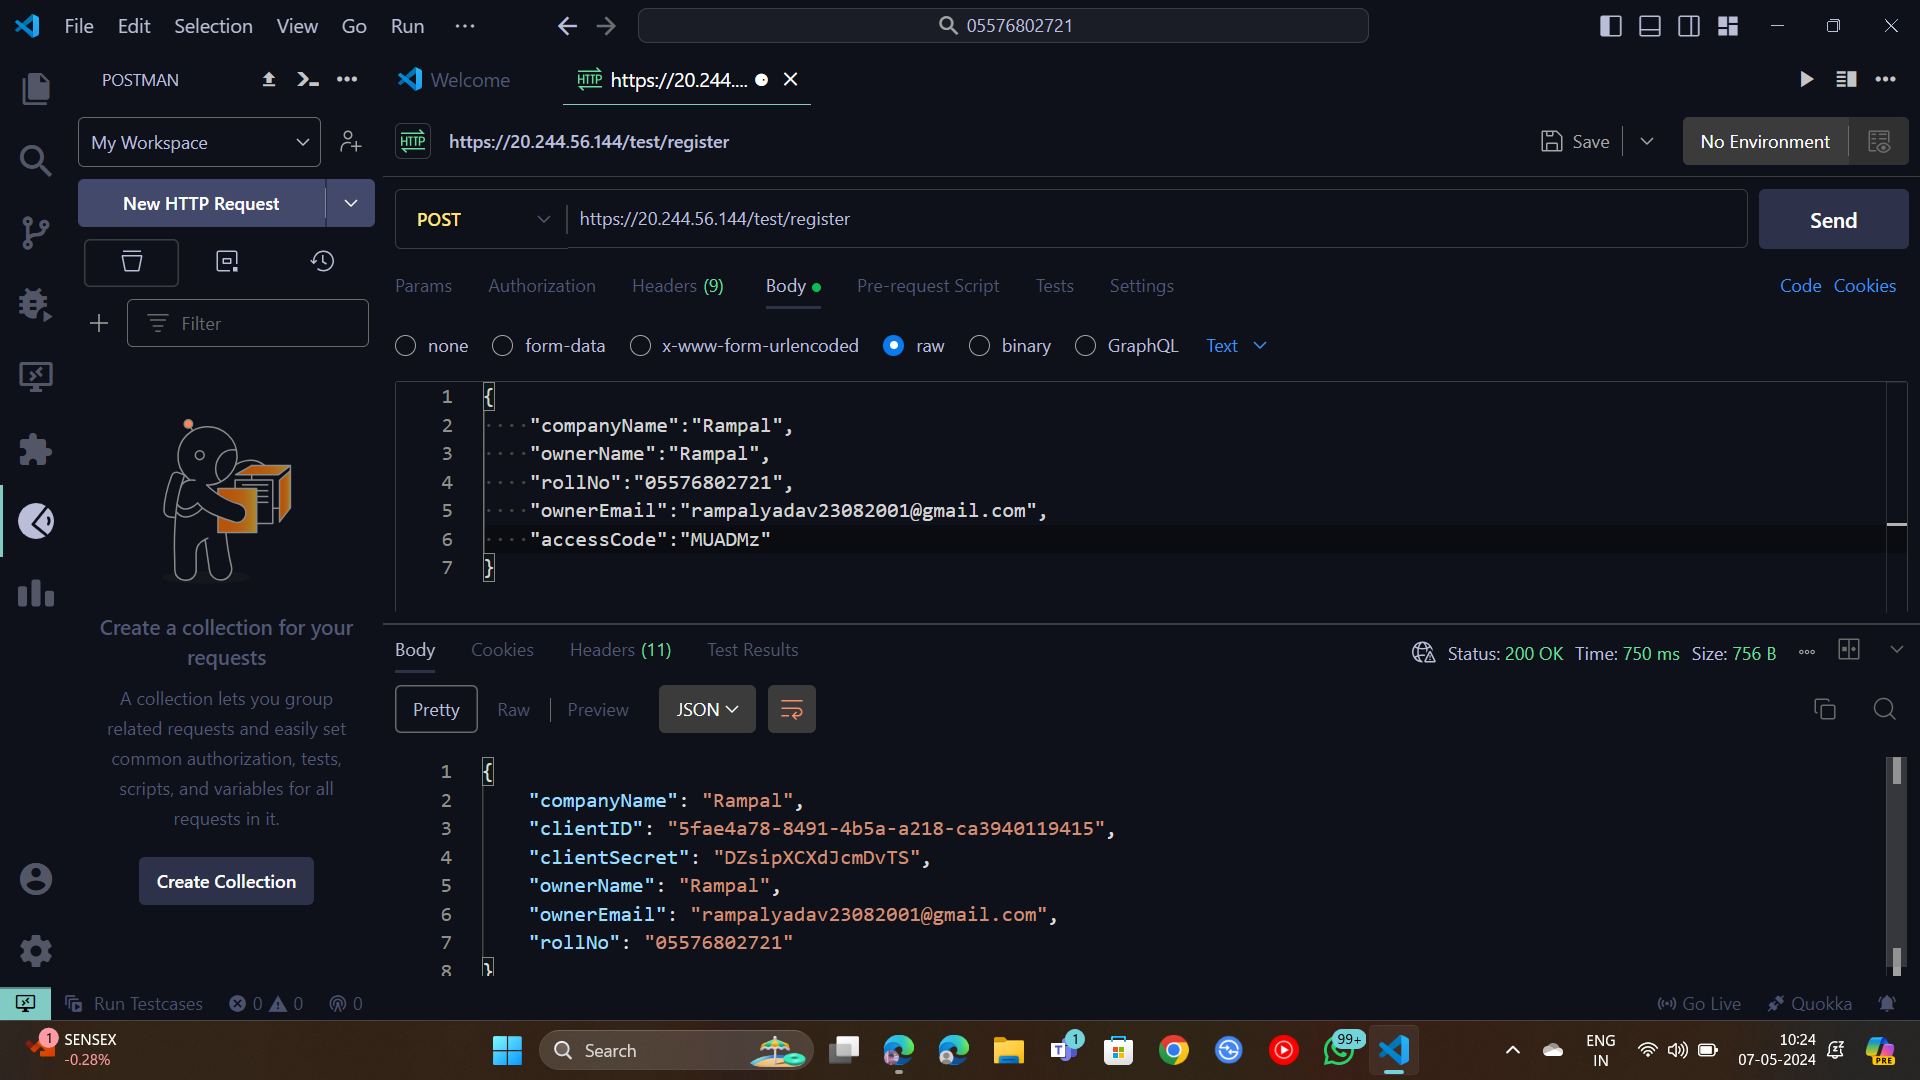 File Edit Selection View Go Run ··· 05576802721
POSTMAN
Welcome
HTTP https://20.244.... ●
My Workspace
HTTP https://20.244.56.144/test/register
Save
No Environment
New HTTP Request
POST https://20.244.56.144/test/register
Send
Params Authorization Headers (9) Body Pre-request Script Tests Settings
Code Cookies
Filter
none form-data x-www-form-urlencoded raw binary GraphQL Text
1 {
2 "companyName":"Rampal",
3 "ownerName":"Rampal",
4 "rollNo":"05576802721",
5 "ownerEmail":"rampalyadav23082001@gmail.com",
6 "accessCode":"MUADMz"
7 }
Create a collection for your
requests
A collection lets you group
related requests and easily set
common authorization, tests,
scripts, and variables for all
requests in it.
Create Collection
Body Cookies Headers (11) Test Results
Status: 200 OK Time: 750 ms Size: 756 B
Pretty Raw Preview JSON
1 {
2 "companyName": "Rampal",
3 "clientID": "5fae4a78-8491-4b5a-a218-ca3940119415",
4 "clientSecret": "DZsipXCXdJcmDvTS",
5 "ownerName": "Rampal",
6 "ownerEmail": "rampalyadav23082001@gmail.com",
7 "rollNo": "05576802721"
8 }
Run Testcases 0 0 0
Go Live Quokka
1 SENSEX
-0.28%
Search
1
99+
ENG
IN
10:24
07-05-2024
PRE